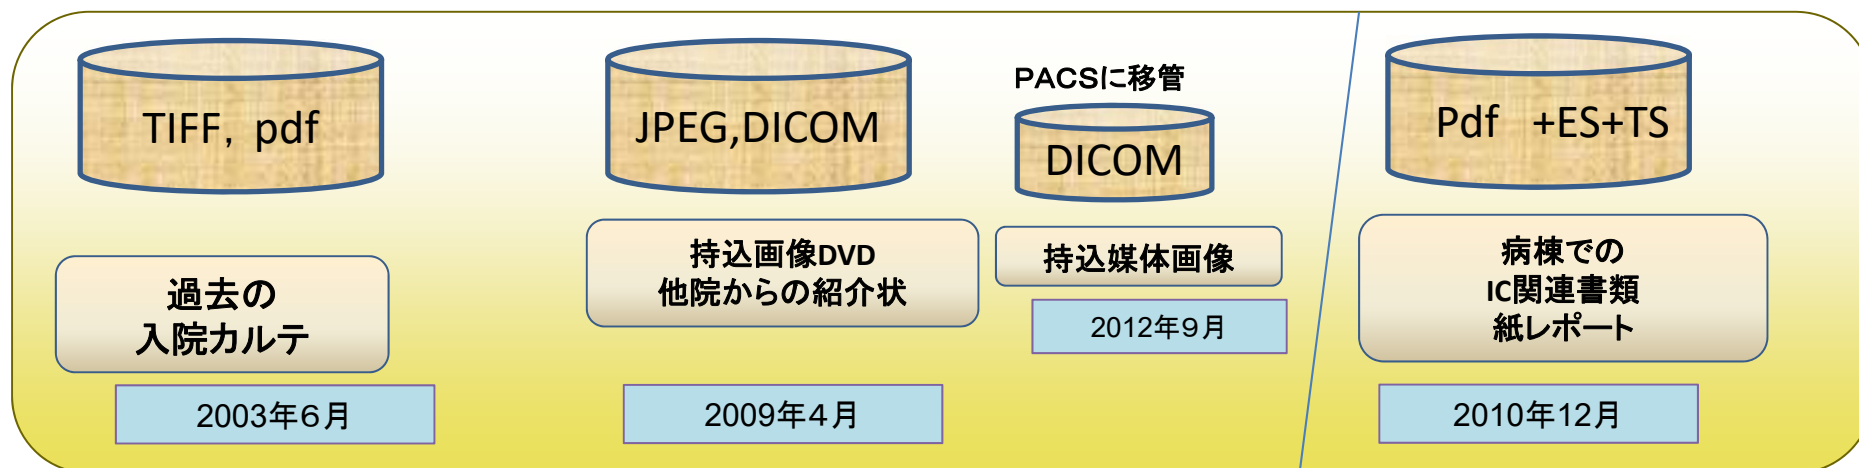 TIFF，pdf
過去の
入院カルテ
2003年６月
JPEG,DICOM
持込画像DVD
他院からの紹介状
2009年４月
PACSに移管
DICOM
持込媒体画像
2012年９月
Pdf　+ES+TS
病棟での
IC関連書類
紙レポート
2010年12月